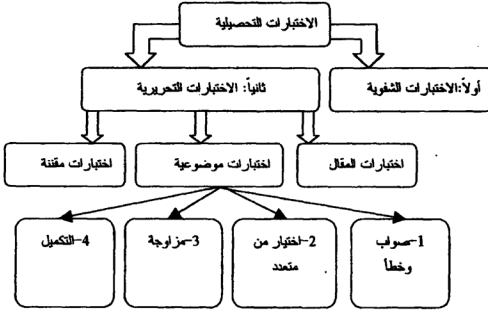 الاختبارات التحصيلية
أولاً:الاختبارات الشفوية
ثانياً: الاختبارات التحريرية
اختبارات المقال
اختبارات موضوعية
اختبارات مقننة
1-صواب
وخطأ
2-اختيار من
متعدد
3-مزاوجة
4-التكميل